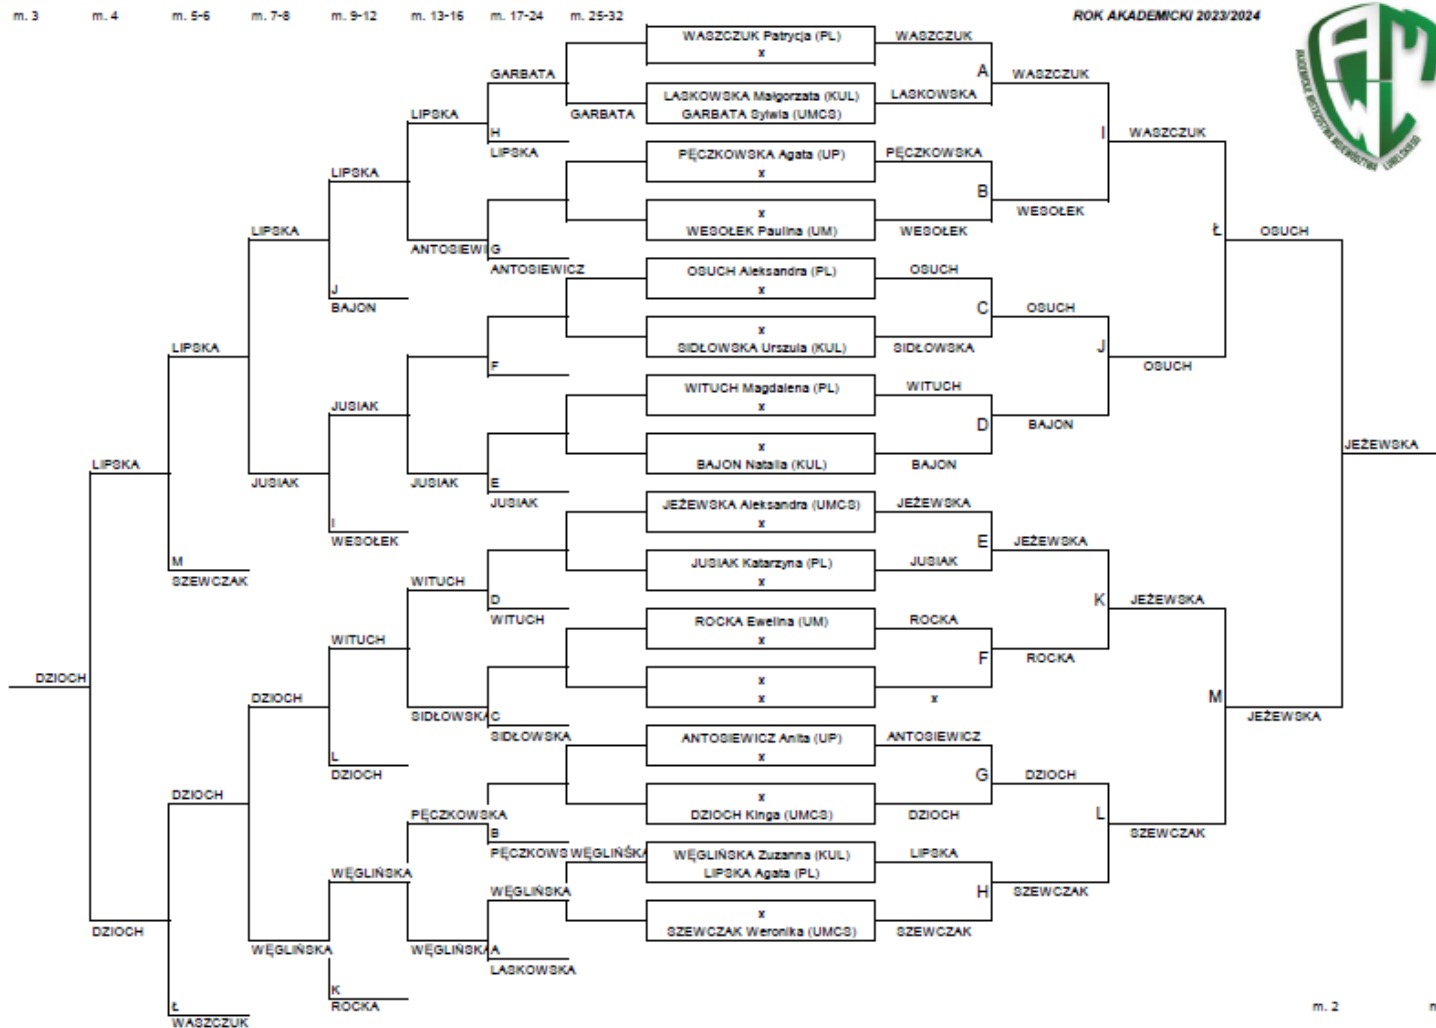 m. 3 m. 4 m. 5-6 m. 7-8 m. 9-12 m. 13-16 m. 17-24 m. 25-32 ROK AKADEMICKI 2023/2024
WASZCZUK Patrycja (PL) WASZCZUK
x
GARBATA A WASZCZUK
LASKOWSKA Małgorzata (KUL) LASKOWSKA
LIPSKA GARBATA GARBATA Sylwia (UMCS)
H I WASZCZUK
LIPSKA PĘCZKOWSKA Agata (UP) PĘCZKOWSKA
LIPSKA x
B
x WESOŁEK
LIPSKA WESOŁEK Paulina (UM) WESOŁEK Ł OSUCH
ANTOSIEWI G
ANTOSIEWICZ OSUCH Aleksandra (PL) OSUCH
J x
BAJON C OSUCH
x
LIPSKA SIDŁOWSKA Urszula (KUL) SIDŁOWSKA J
F OSUCH
WITUCH Magdalena (PL) WITUCH
JUSIAK x
D BAJON
x JEŻEWSKA
LIPSKA BAJON Natalia (KUL) BAJON
JUSIAK JUSIAK E
JUSIAK JEŻEWSKA Aleksandra (UMCS) JEŻEWSKA
I x
WESOŁEK E JEŻEWSKA
M JUSIAK Katarzyna (PL) JUSIAK
SZEWCZAK WITUCH x
D K JEŻEWSKA
WITUCH ROCKA Ewelina (UM) ROCKA
WITUCH x
F ROCKA
DZIOCH x
DZIOCH x x M
SIDŁOWSKA C JEŻEWSKA
SIDŁOWSKA ANTOSIEWICZ Anita (UP) ANTOSIEWICZ
L x
DZIOCH G DZIOCH
DZIOCH x
PĘCZKOWSKA DZIOCH Kinga (UMCS) DZIOCH L
B SZEWCZAK
PĘCZKOWS WĘGLIŃSKA WĘGLIŃSKA Zuzanna (KUL) LIPSKA
WĘGLIŃSKA LIPSKA Agata (PL)
WĘGLIŃSKA H SZEWCZAK
x
DZIOCH SZEWCZAK Weronika (UMCS) SZEWCZAK
WĘGLIŃSKA WĘGLIŃSKA A
LASKOWSKA
K
Ł ROCKA m. 2
WASZCZUK
AKADEMICKIE MISTRZOSTWA WOJEWÓDZTWA LUBELSKIEGO